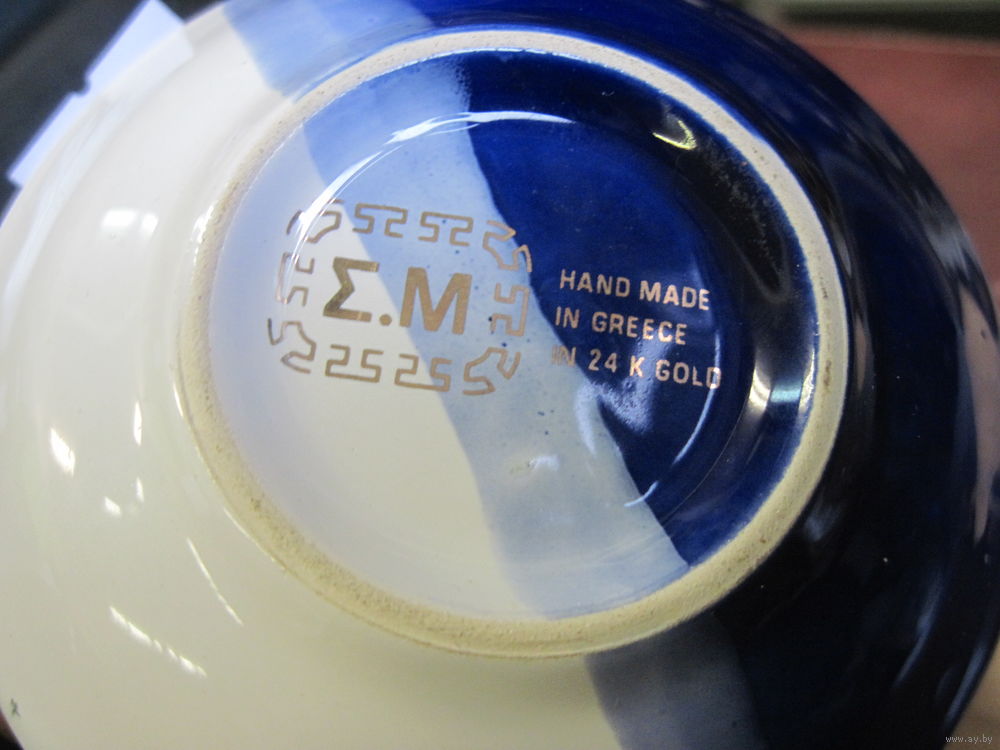 Σ.Μ
HAND MADE
IN GREECE
IN 24 K GOLD
www.ay.by